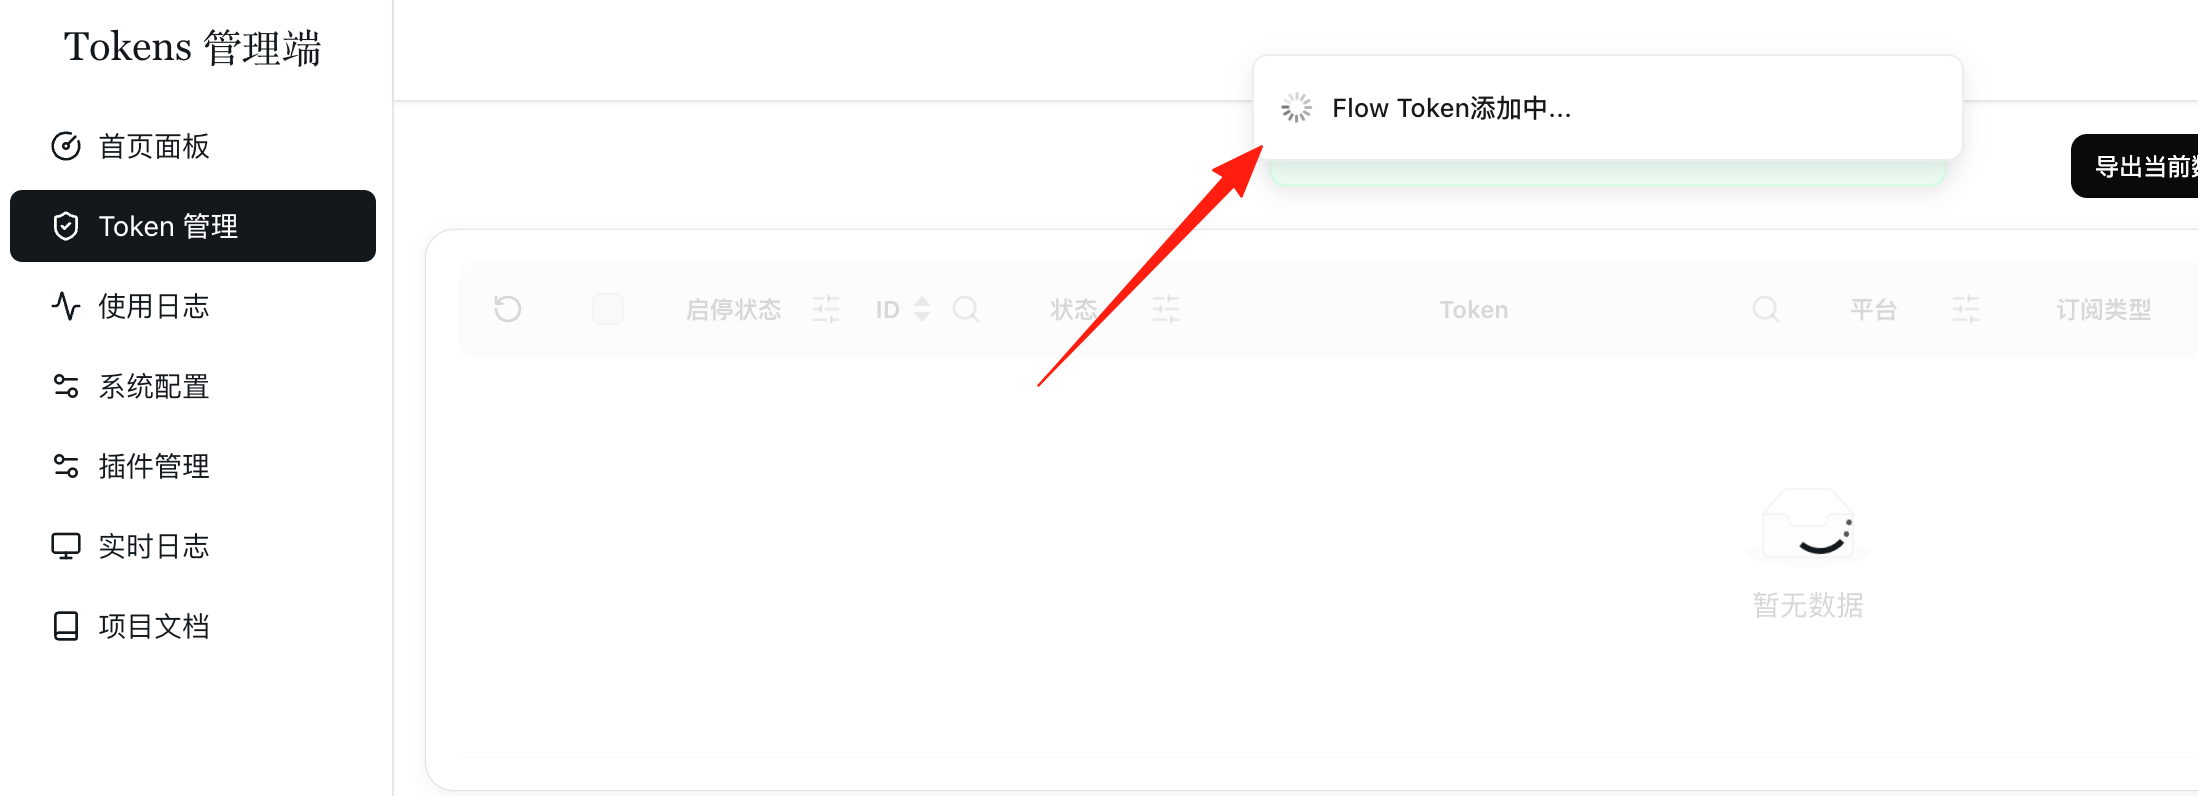 Tokens 管理端
首页面板
Token 管理
使用日志
系统配置
插件管理
实时日志
项目文档
Flow Token添加中...
导出当前
启停状态 ID 状态 Token 平台 订阅类型
暂无数据